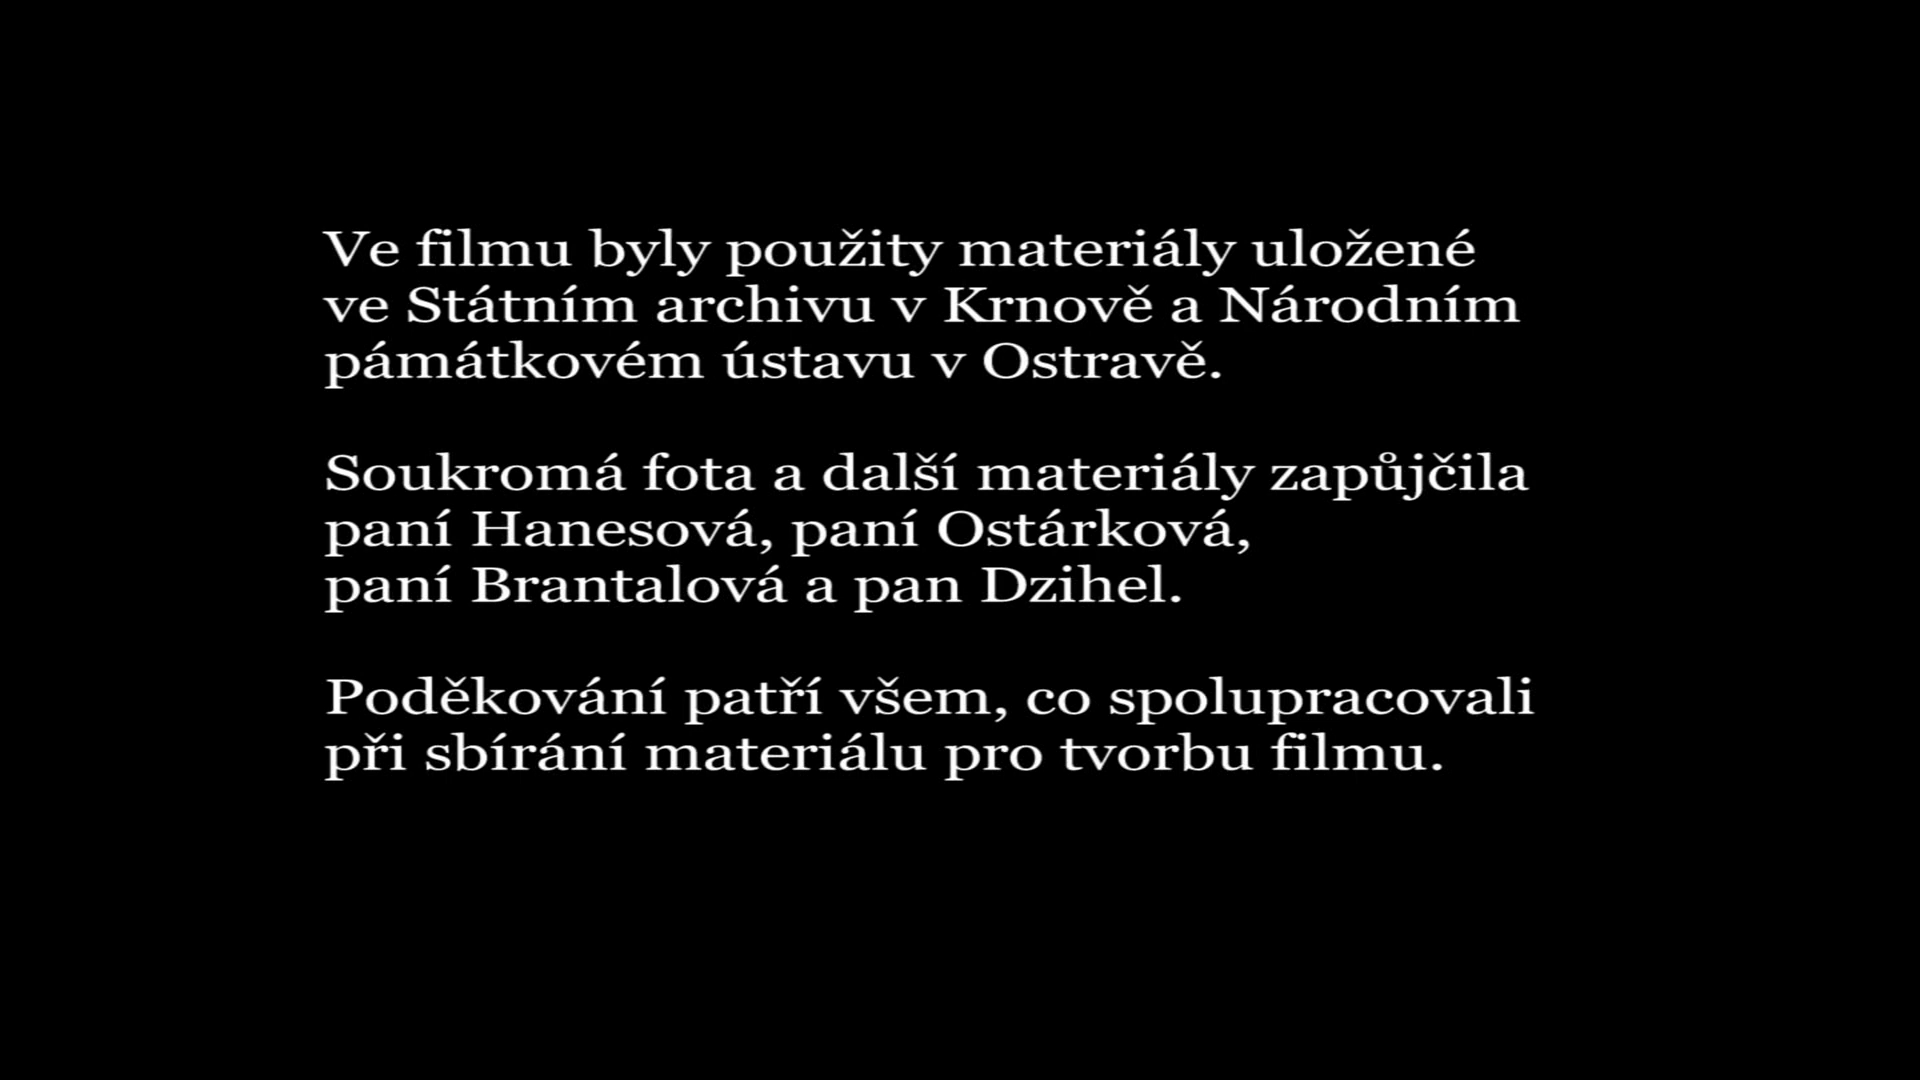 Ve filmu byly použity materiály uložené
ve Státním archivu v Krnově a Národním
pámátkovém ústavu v Ostravě.
Soukromá fota a další materiály zapůjčila
paní Hanesová, paní Ostárková,
paní Brantalová a pan Dzihel.
Poděkování patří všem, co spolupracovali
při sbírání materiálu pro tvorbu filmu.